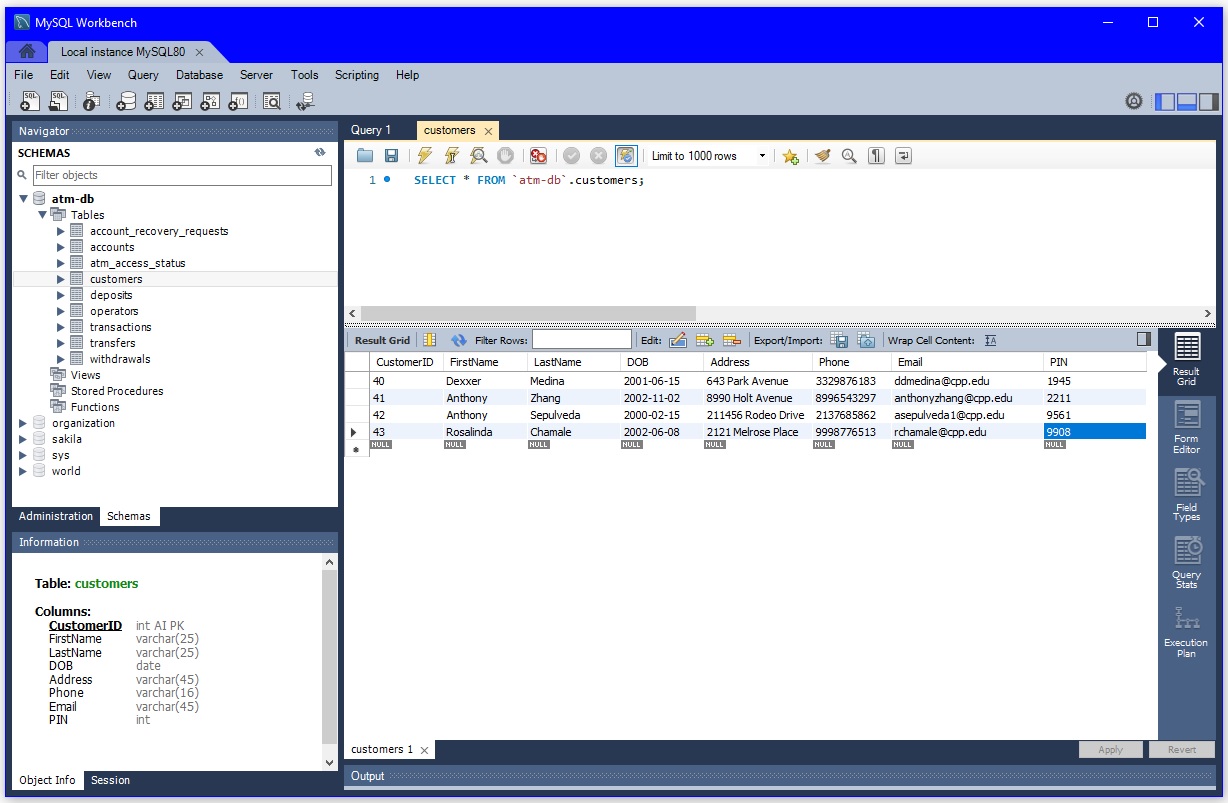 MySQL Workbench
Local instance MySQL80
File Edit View Query Database Server Tools Scripting Help
Navigator
SCHEMAS
Filter objects
atm-db
Tables
account_recovery_requests
accounts
atm_access_status
customers
deposits
operators
transactions
transfers
withdrawals
Views
Stored Procedures
Functions
organization
sakila
sys
world
Administration Schemas
Information
Table: customers
Columns:
CustomerID int AI PK
FirstName varchar(25)
LastName varchar(25)
DOB date
Address varchar(45)
Phone varchar(16)
Email varchar(45)
PIN int
Object Info Session
Query 1 customers
Limit to 1000 rows
1 SELECT * FROM `atm-db`.customers;
Result Grid Filter Rows: Edit: Export/Import: Wrap Cell Content:
CustomerID FirstName LastName DOB Address Phone Email PIN
40 Dexxer Medina 2001-06-15 643 Park Avenue 3329876183 ddmedina@cpp.edu 1945
41 Anthony Zhang 2002-11-02 8990 Holt Avenue 8996543297 anthonyzhang@cpp.edu 2211
42 Anthony Sepulveda 2000-02-15 211456 Rodeo Drive 2137685862 asepulveda1@cpp.edu 9561
43 Rosalinda Chamale 2002-06-08 2121 Melrose Place 9998776513 rchamale@cpp.edu 9908
NULL NULL NULL NULL NULL NULL NULL NULL
Result
Grid
Form
Editor
Field
Types
Query
Stats
Execution
Plan
customers 1
Apply Revert
Output